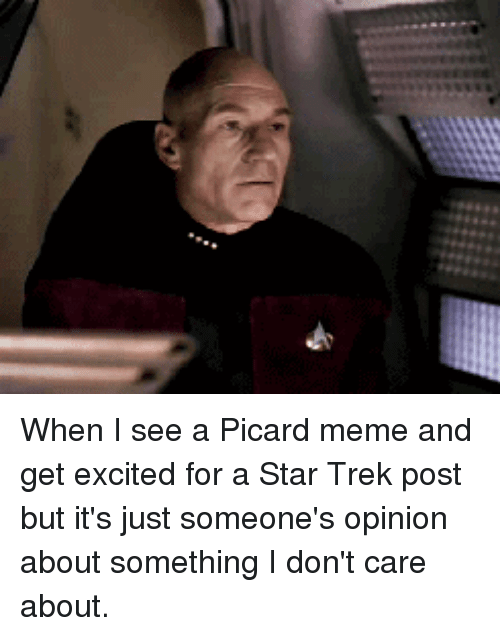 When I see a Picard meme and
get excited for a Star Trek post
but it's just someone's opinion
about something I don't care
about.